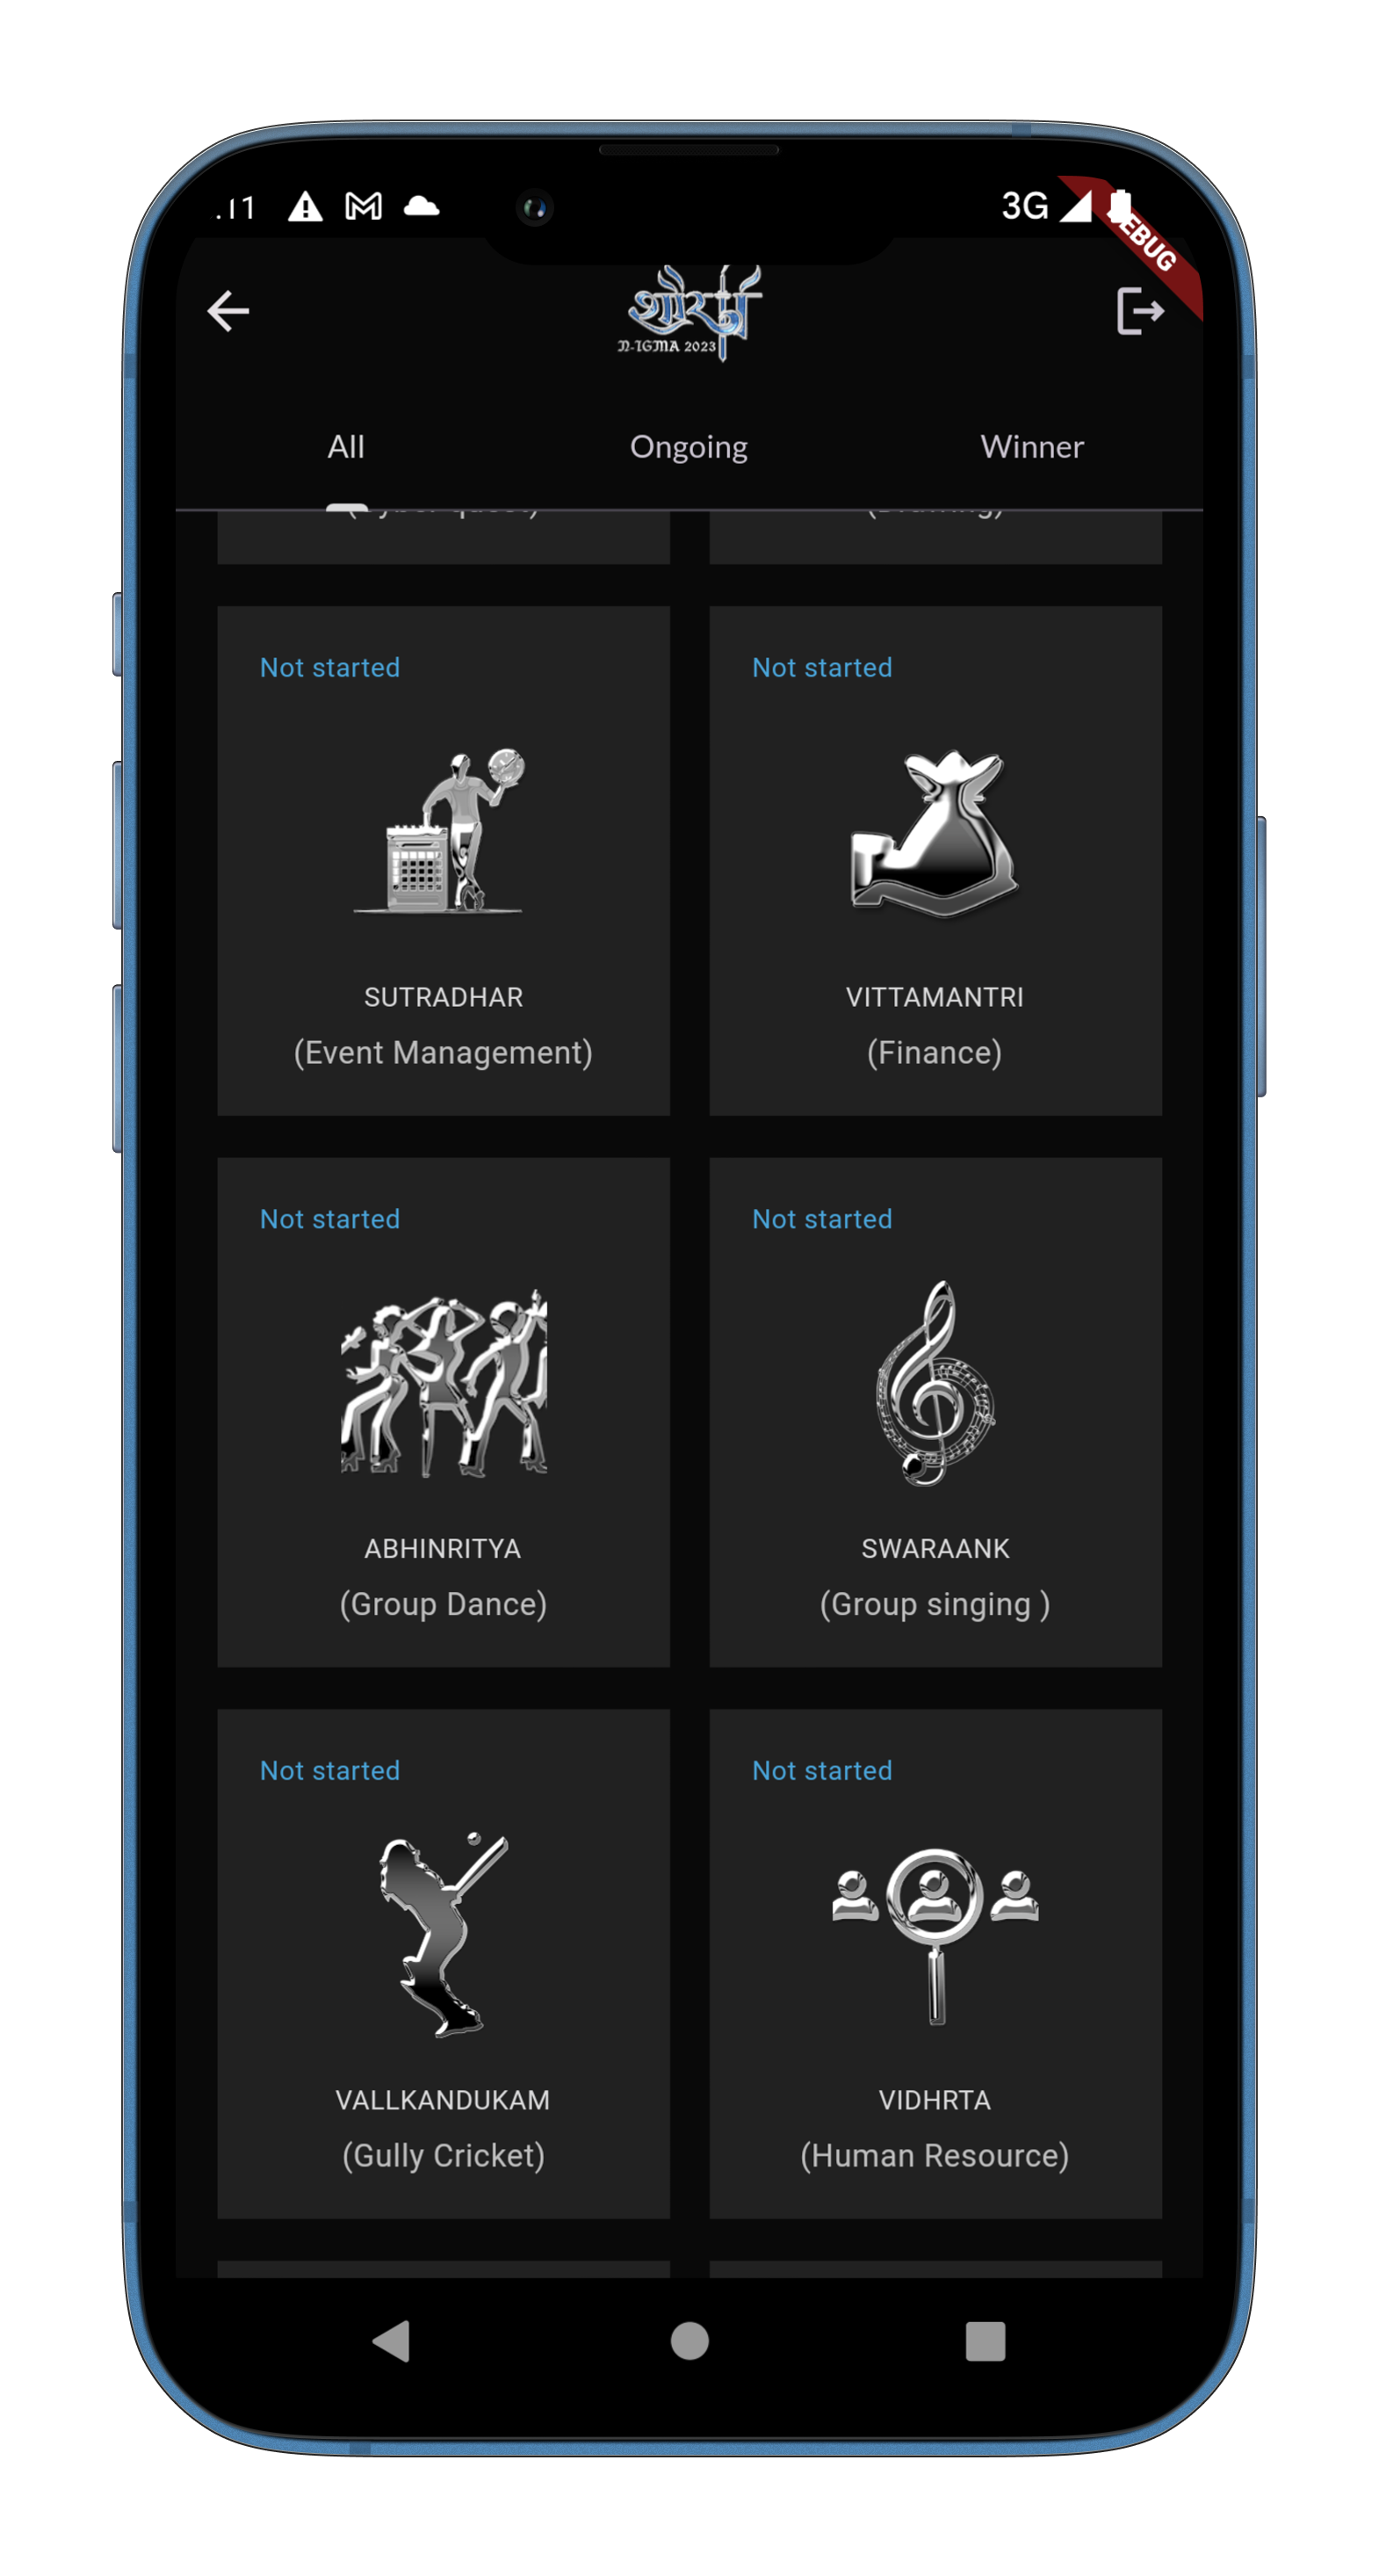 .11
3G
शौर्य
N-IGMA 2023
All
Ongoing
Winner
Not started
Not started
SUTRADHAR
VITTAMANTRI
(Event Management)
(Finance)
Not started
Not started
ABHINRITYA
SWARAANK
(Group Dance)
(Group singing )
Not started
Not started
VALLKANDUKAM
VIDHRTA
(Gully Cricket)
(Human Resource)